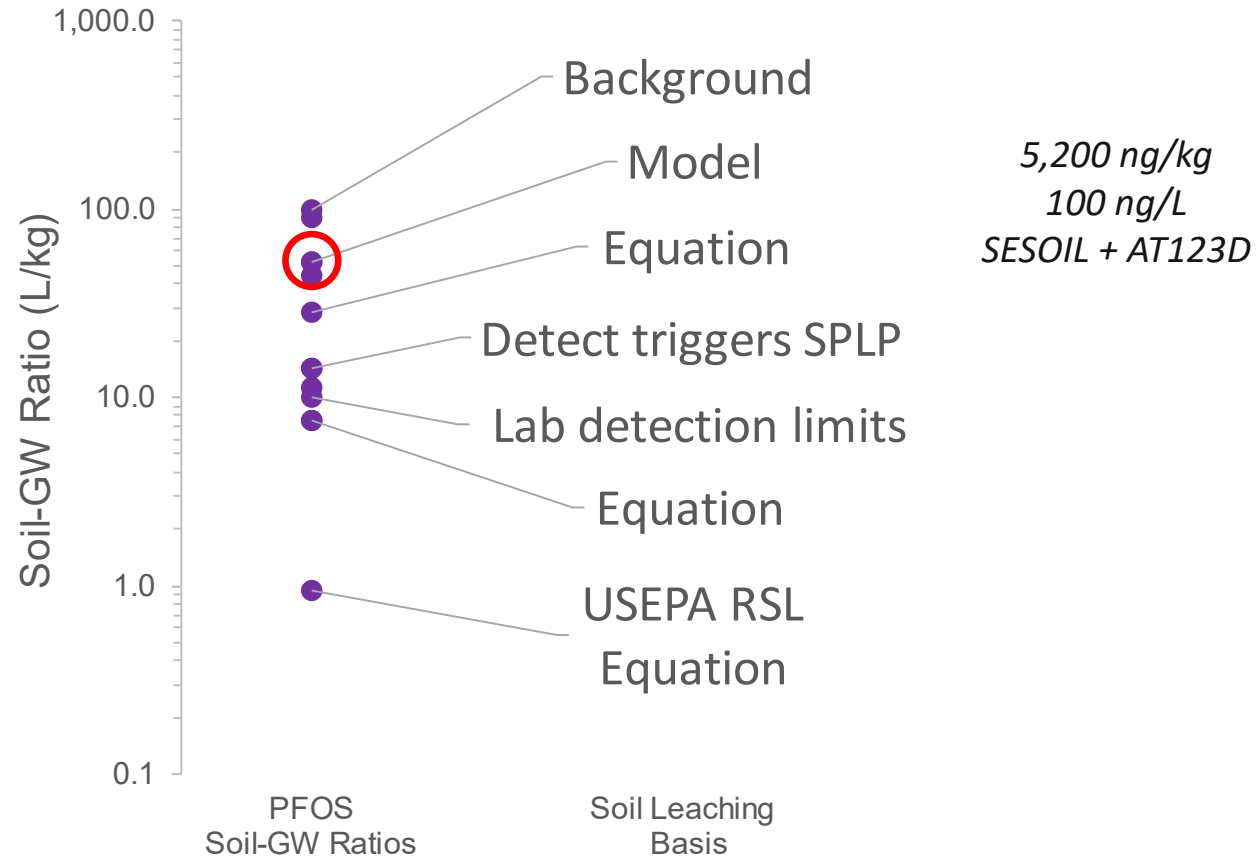 1,000.0
100.0
10.0
1.0
0.1
Soil-GW Ratio (L/kg)
Background
Model
Equation
Detect triggers SPLP
Lab detection limits
Equation
USEPA RSL
Equation
5,200 ng/kg
100 ng/L
SESOIL + AT123D
PFOS
Soil-GW Ratios
Soil Leaching
Basis